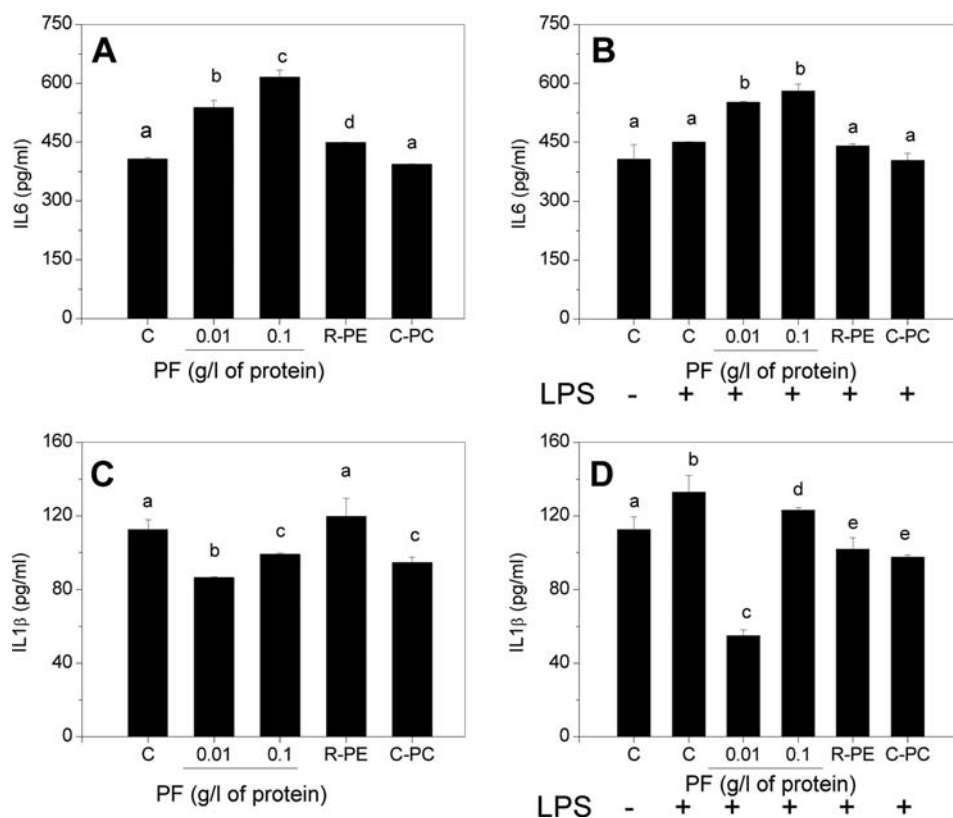 A
750
600
450
300
150
0
IL6 (pg/ml)
a
b
c
d
a
C 0.01 0.1 R-PE C-PC
PF (g/l of protein)
B
750
600
450
300
150
0
IL6 (pg/ml)
a
a
b
b
a
a
C C 0.01 0.1 R-PE C-PC
PF (g/l of protein)
LPS - + + + + +
C
160
120
80
40
0
IL1β (pg/ml)
a
b
c
a
c
C 0.01 0.1 R-PE C-PC
PF (g/l of protein)
D
160
120
80
40
0
IL1β (pg/ml)
a
b
c
d
e
e
C C 0.01 0.1 R-PE C-PC
PF (g/l of protein)
LPS - + + + + +